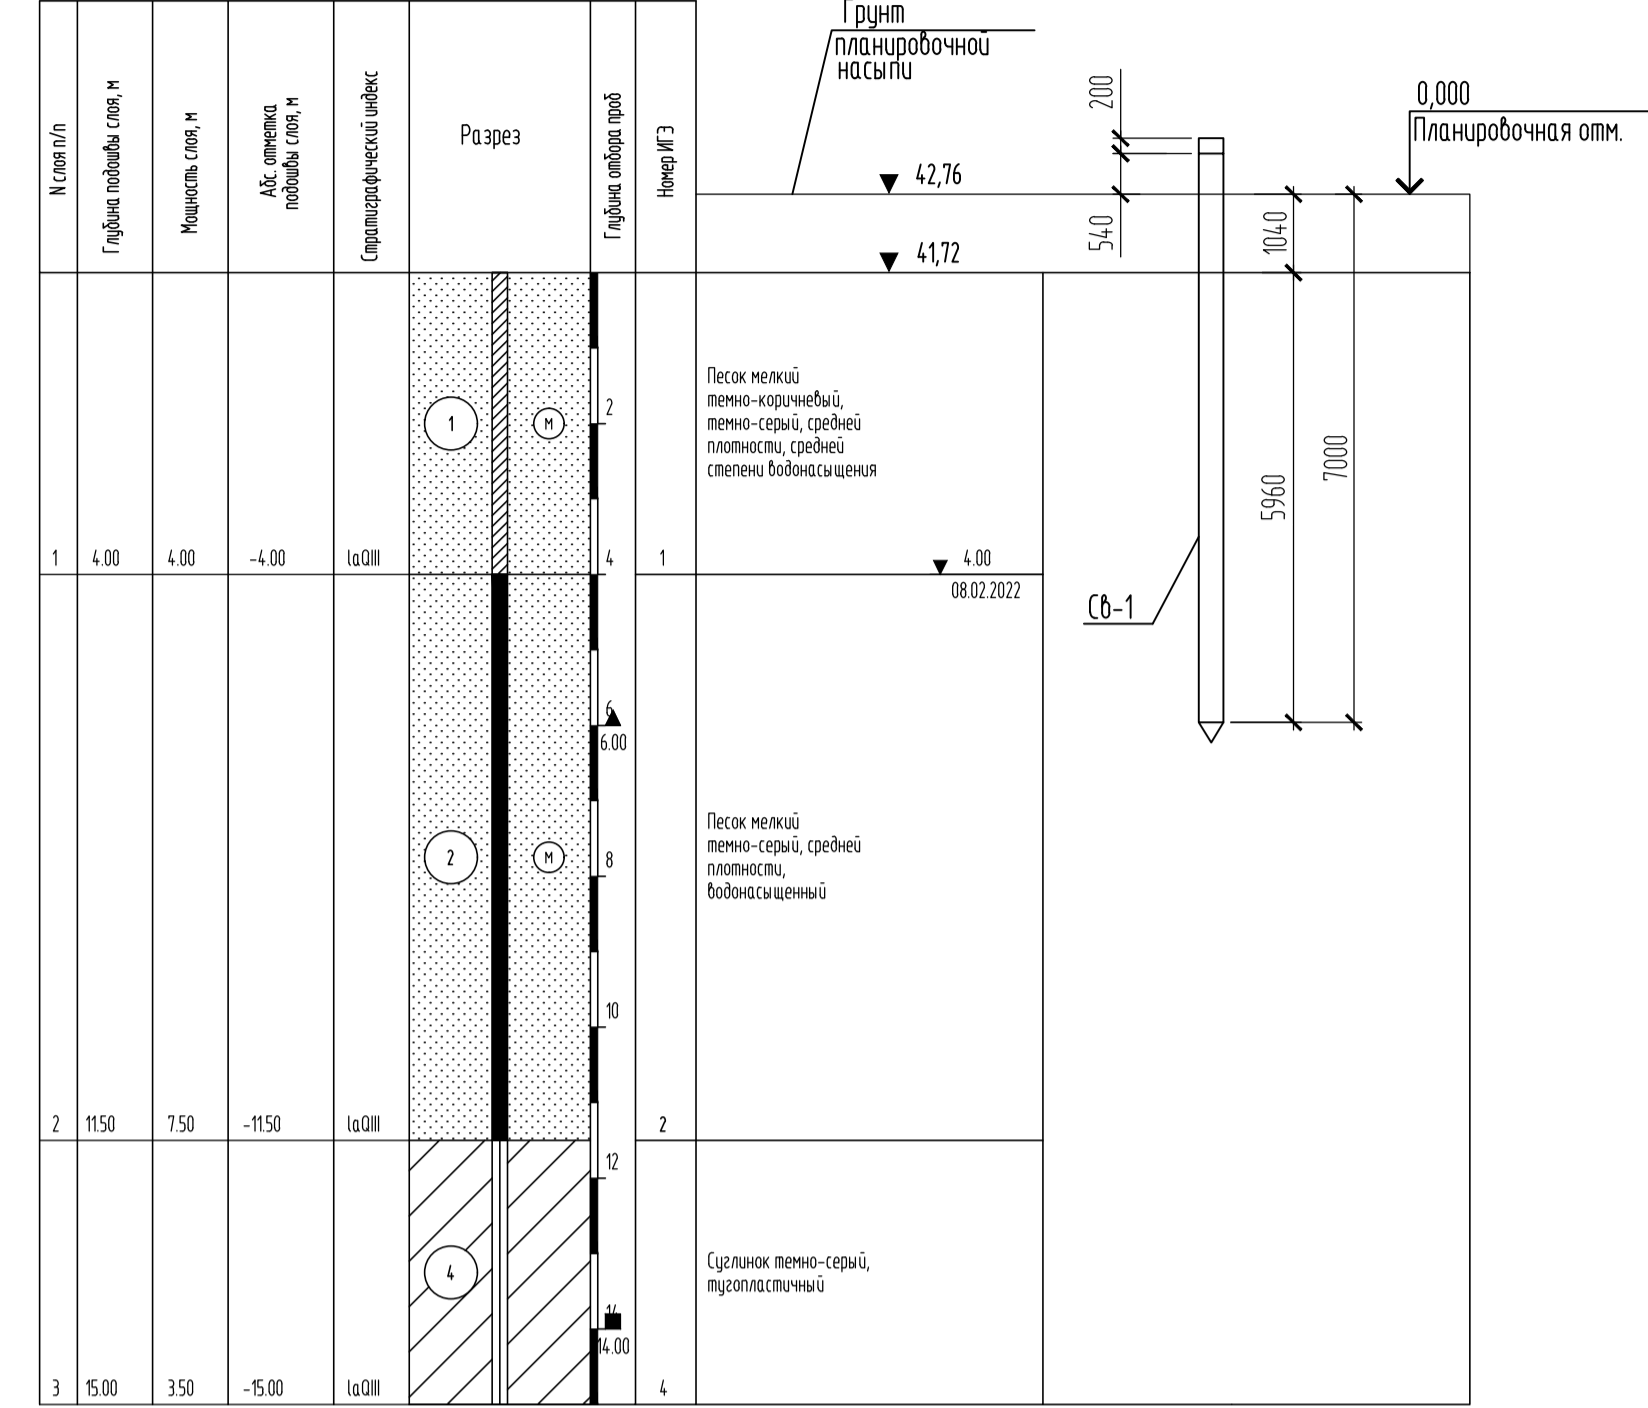 Грунт
планировочной
насыпи
200
0,000
Планировочная отм.
N слоя п/п
Глубина подошвы слоя, м
Мощность слоя, м
Абс. отметка
подошвы слоя, м
Стратиграфический индекс
Разрез
Глубина отбора проб
Номер ИГЭ
42,76
540
1040
41,72
Песок мелкий
темно-коричневый,
темно-серый, средней
плотности, средней
степени водонасыщения
1
М
2
7000
5960
1 4.00 4.00 -4.00 laQIII 4 1 4.00
08.02.2022
Св-1
6
6.00
Песок мелкий
темно-серый, средней
плотности,
водонасыщенный
2
М
8
10
2 11.50 7.50 -11.50 laQIII 2
12
Суглинок темно-серый,
тугопластичный
4
14
14.00
3 15.00 3.50 -15.00 laQIII 4